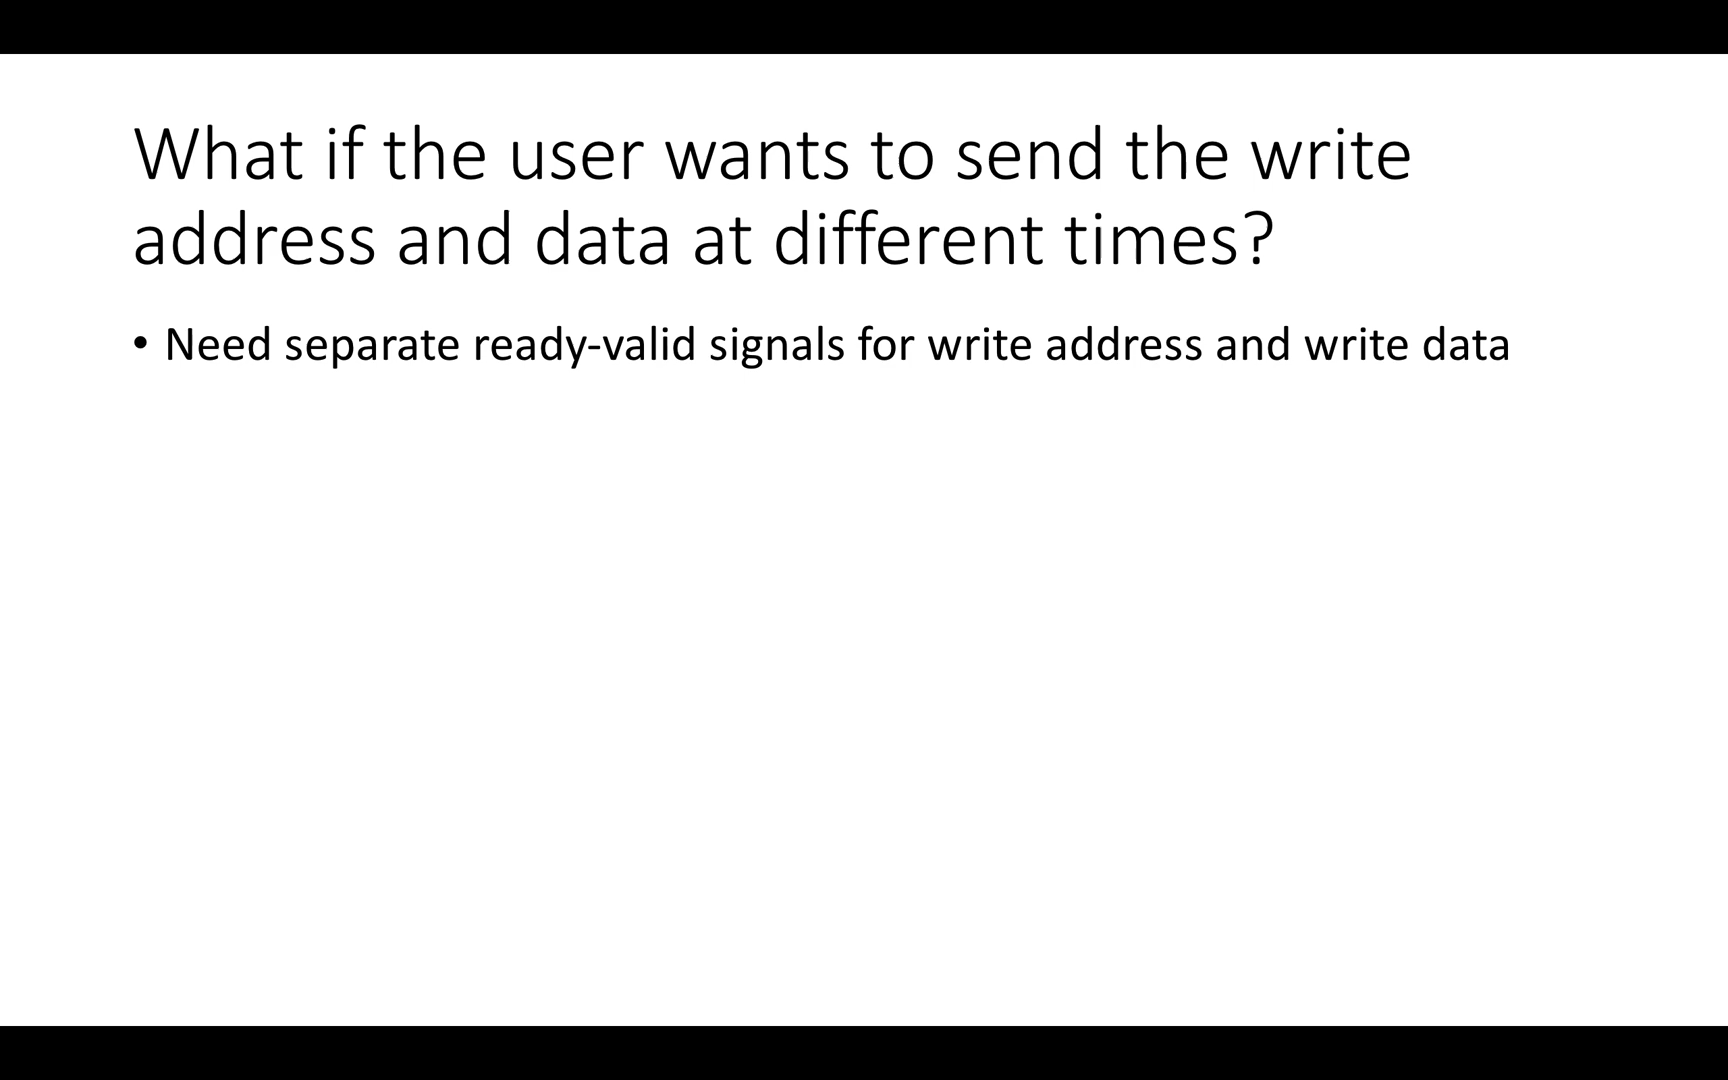 What if the user wants to send the write
address and data at different times?
• Need separate ready-valid signals for write address and write data